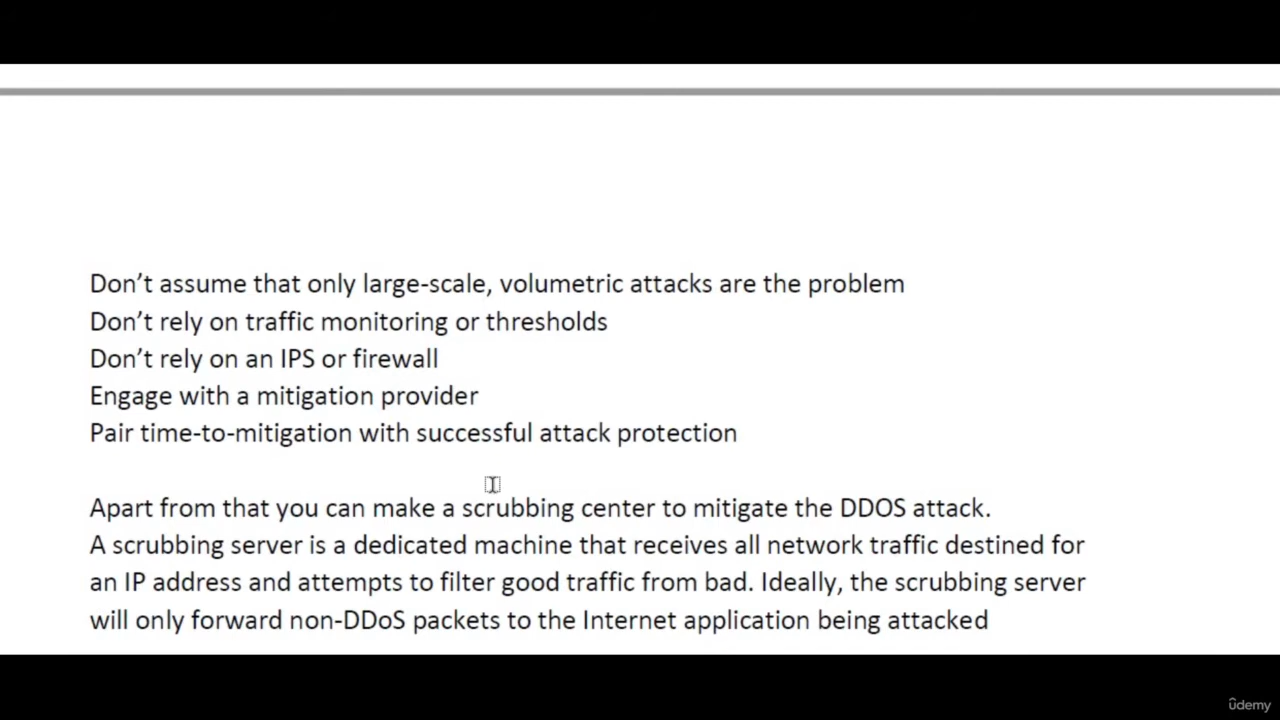 Don’t assume that only large-scale, volumetric attacks are the problem
Don’t rely on traffic monitoring or thresholds
Don’t rely on an IPS or firewall
Engage with a mitigation provider
Pair time-to-mitigation with successful attack protection
Apart from that you can make a scrubbing center to mitigate the DDOS attack.
A scrubbing server is a dedicated machine that receives all network traffic destined for
an IP address and attempts to filter good traffic from bad. Ideally, the scrubbing server
will only forward non-DDoS packets to the Internet application being attacked
ûdemy